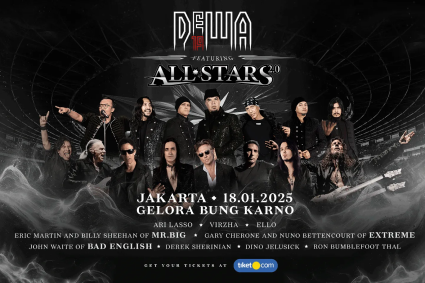 DEWA
19
FEATURING
ALL·STARS 2.0
JAKARTA • 18.01.2025
GELORA BUNG KARNO
ARI LASSO • VIRZHA • ELLO
ERIC MARTIN AND BILLY SHEEHAN OF MR.BIG • GARY CHERONE AND NUNO BETTENCOURT OF EXTREME
JOHN WAITE OF BAD ENGLISH • DEREK SHERINIAN • DINO JELUSICK • RON BUMBLEFOOT THAL
GET YOUR TICKETS AT tiket.com